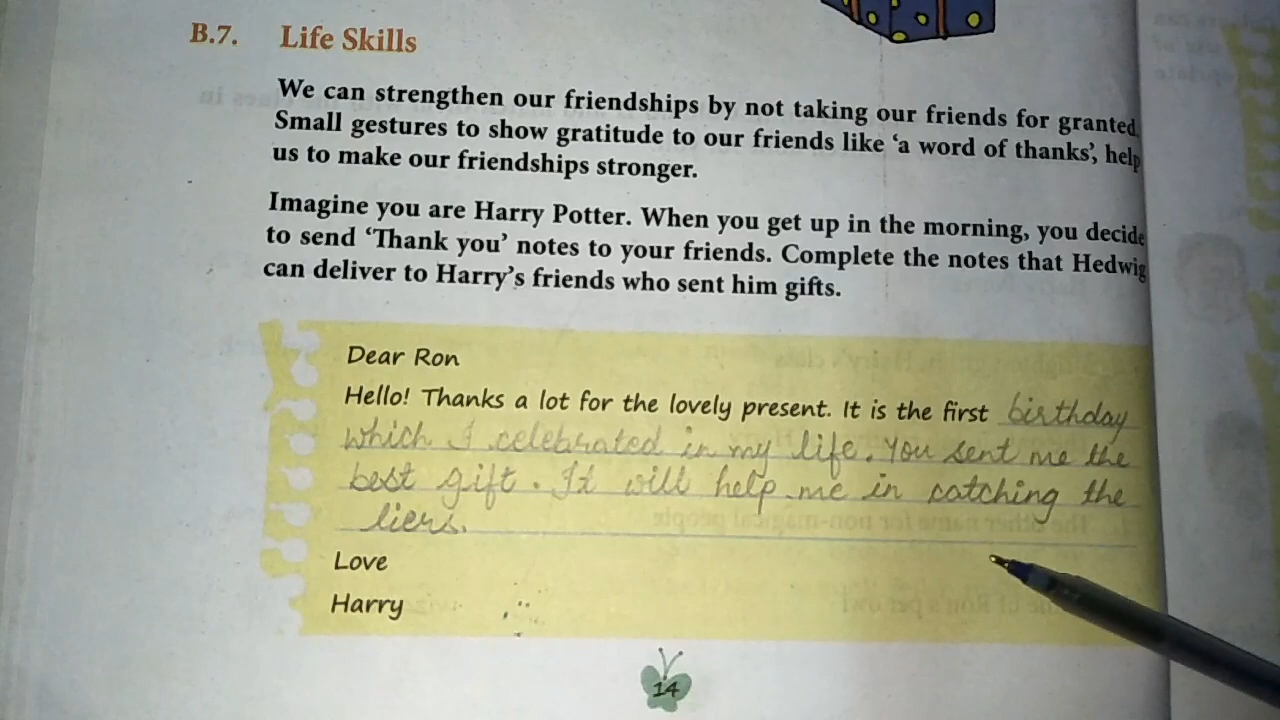 B.7. Life Skills
We can strengthen our friendships by not taking our friends for granted.
Small gestures to show gratitude to our friends like ‘a word of thanks’, help
us to make our friendships stronger.
Imagine you are Harry Potter. When you get up in the morning, you decide
to send ‘Thank you’ notes to your friends. Complete the notes that Hedwig
can deliver to Harry’s friends who sent him gifts.
Dear Ron
Hello! Thanks a lot for the lovely present. It is the first birthday
which I celebrated in my life. You sent me the
best gift. It will help me in catching the
liers.
Love
Harry
14